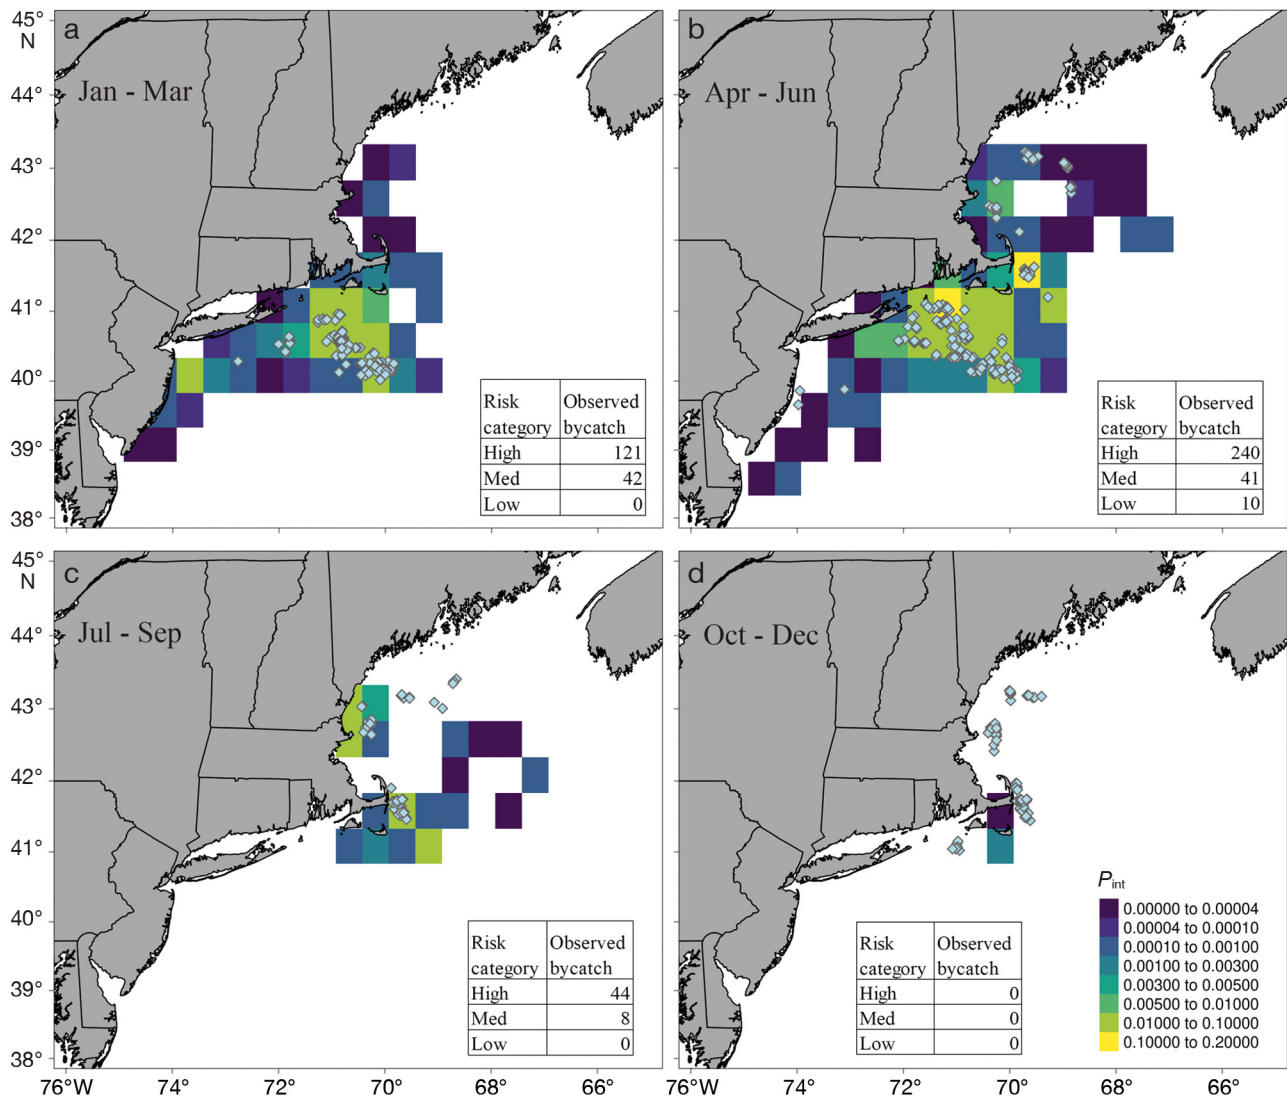 a
Jan - Mar
45°
N
44°
43°
42°
41°
40°
39°
38°
Risk category Observed bycatch
High 121
Med 42
Low 0
b
Apr - Jun
Risk category Observed bycatch
High 240
Med 41
Low 10
c
Jul - Sep
45°
N
44°
43°
42°
41°
40°
39°
38°
76°W 74° 72° 70° 68° 66°
Risk category Observed bycatch
High 44
Med 8
Low 0
d
Oct - Dec
Risk category Observed bycatch
High 0
Med 0
Low 0
Pint
0.00000 to 0.00004
0.00004 to 0.00010
0.00010 to 0.00100
0.00100 to 0.00300
0.00300 to 0.00500
0.00500 to 0.01000
0.01000 to 0.10000
0.10000 to 0.20000
76°W 74° 72° 70° 68° 66°